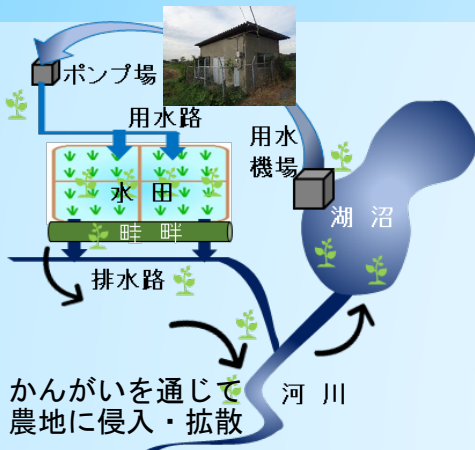 ポンプ場
用水路
用水
機場
水田
湖沼
畦畔
排水路
河川
かんがいを通じて
農地に侵入・拡散